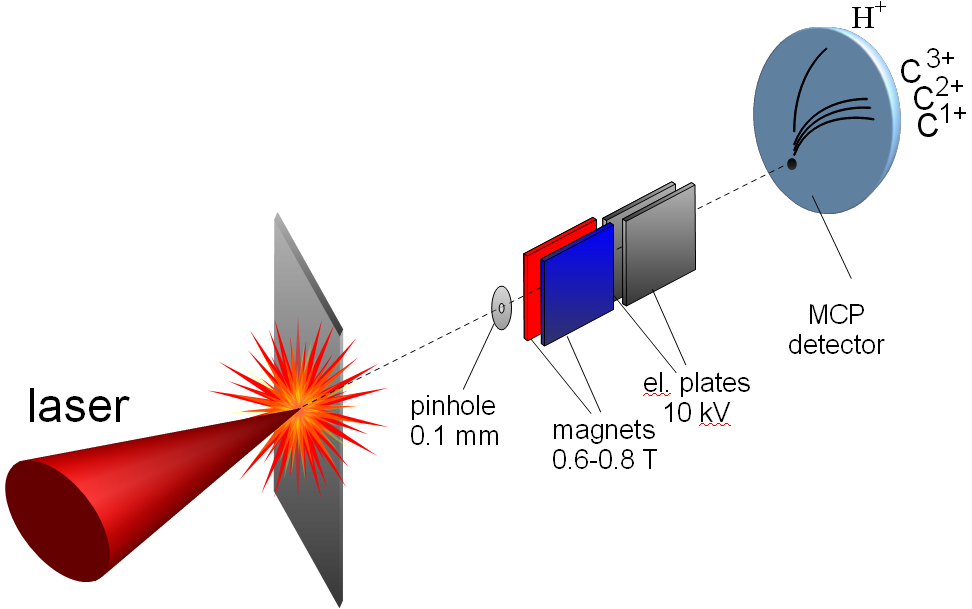 H⁺
C³⁺
C²⁺
C¹⁺
MCP
detector
el. plates
10 kV
laser
pinhole
0.1 mm
magnets
0.6-0.8 T